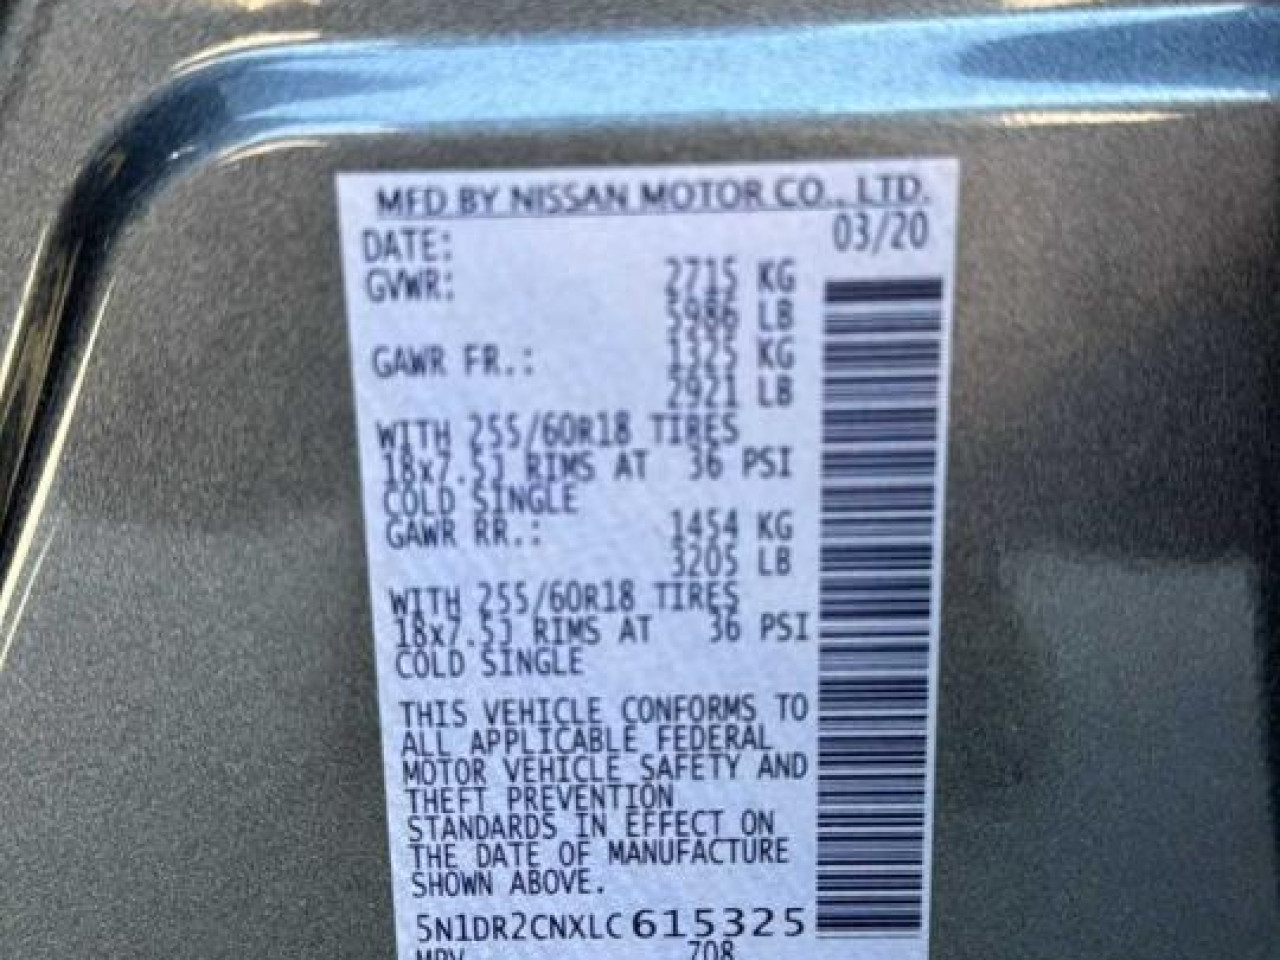 MFD BY NISSAN MOTOR CO., LTD.
DATE: 03/20
GVWR: 2715 KG
5986 LB
GAWR FR.: 1325 KG
2921 LB
WITH 255/60R18 TIRES
18x7.5J RIMS AT 36 PSI
COLD SINGLE
GAWR RR.: 1454 KG
3205 LB
WITH 255/60R18 TIRES
18x7.5J RIMS AT 36 PSI
COLD SINGLE
THIS VEHICLE CONFORMS TO
ALL APPLICABLE FEDERAL
MOTOR VEHICLE SAFETY AND
THEFT PREVENTION
STANDARDS IN EFFECT ON
THE DATE OF MANUFACTURE
SHOWN ABOVE.
5N1DR2CNXLC615325
MPV 708